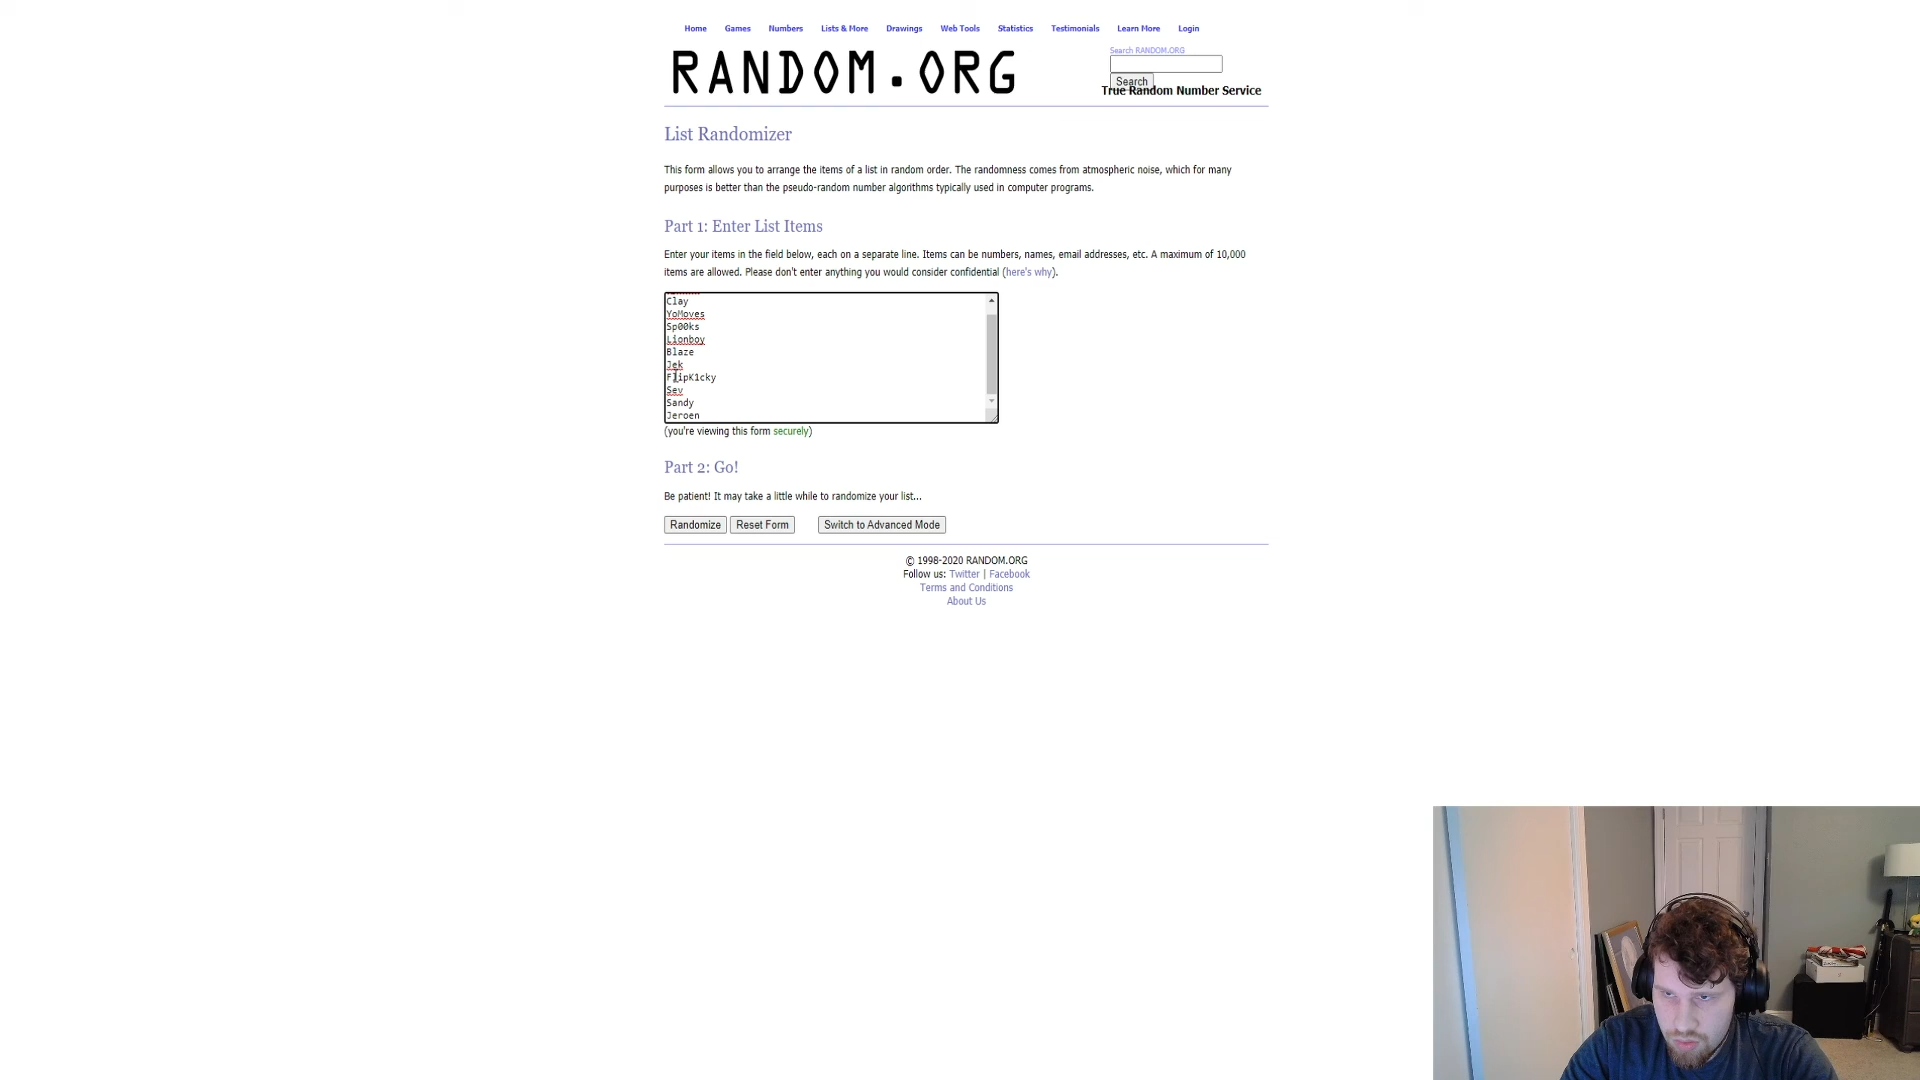 Home Games Numbers Lists & More Drawings Web Tools Statistics Testimonials Learn More Login
RANDOM.ORG
Search RANDOM.ORG
Search
True Random Number Service
List Randomizer
This form allows you to arrange the items of a list in random order. The randomness comes from atmospheric noise, which for many
purposes is better than the pseudo-random number algorithms typically used in computer programs.
Part 1: Enter List Items
Enter your items in the field below, each on a separate line. Items can be numbers, names, email addresses, etc. A maximum of 10,000
items are allowed. Please don't enter anything you would consider confidential (here's why).
Clay
YoMoves
Sp00ks
Lionboy
Blaze
Jek
FlipK1cky
Sev
Sandy
Jeroen
(you're viewing this form securely)
Part 2: Go!
Be patient! It may take a little while to randomize your list...
Randomize Reset Form Switch to Advanced Mode
© 1998-2020 RANDOM.ORG
Follow us: Twitter | Facebook
Terms and Conditions
About Us